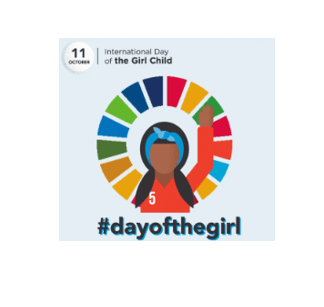 11
OCTOBER
International Day
of the Girl Child
5
#dayofthegirl